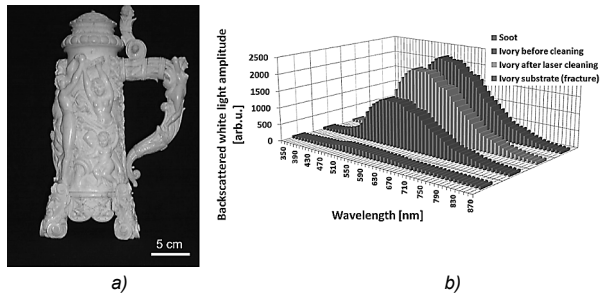 5 cm
a)
Backscattered white light amplitude
[arb.u.]
2500
2000
1500
1000
500
0
350
390
430
470
510
550
590
630
670
710
750
790
830
870
Wavelength [nm]
Soot
Ivory before cleaning
Ivory after laser cleaning
Ivory substrate (fracture)
b)